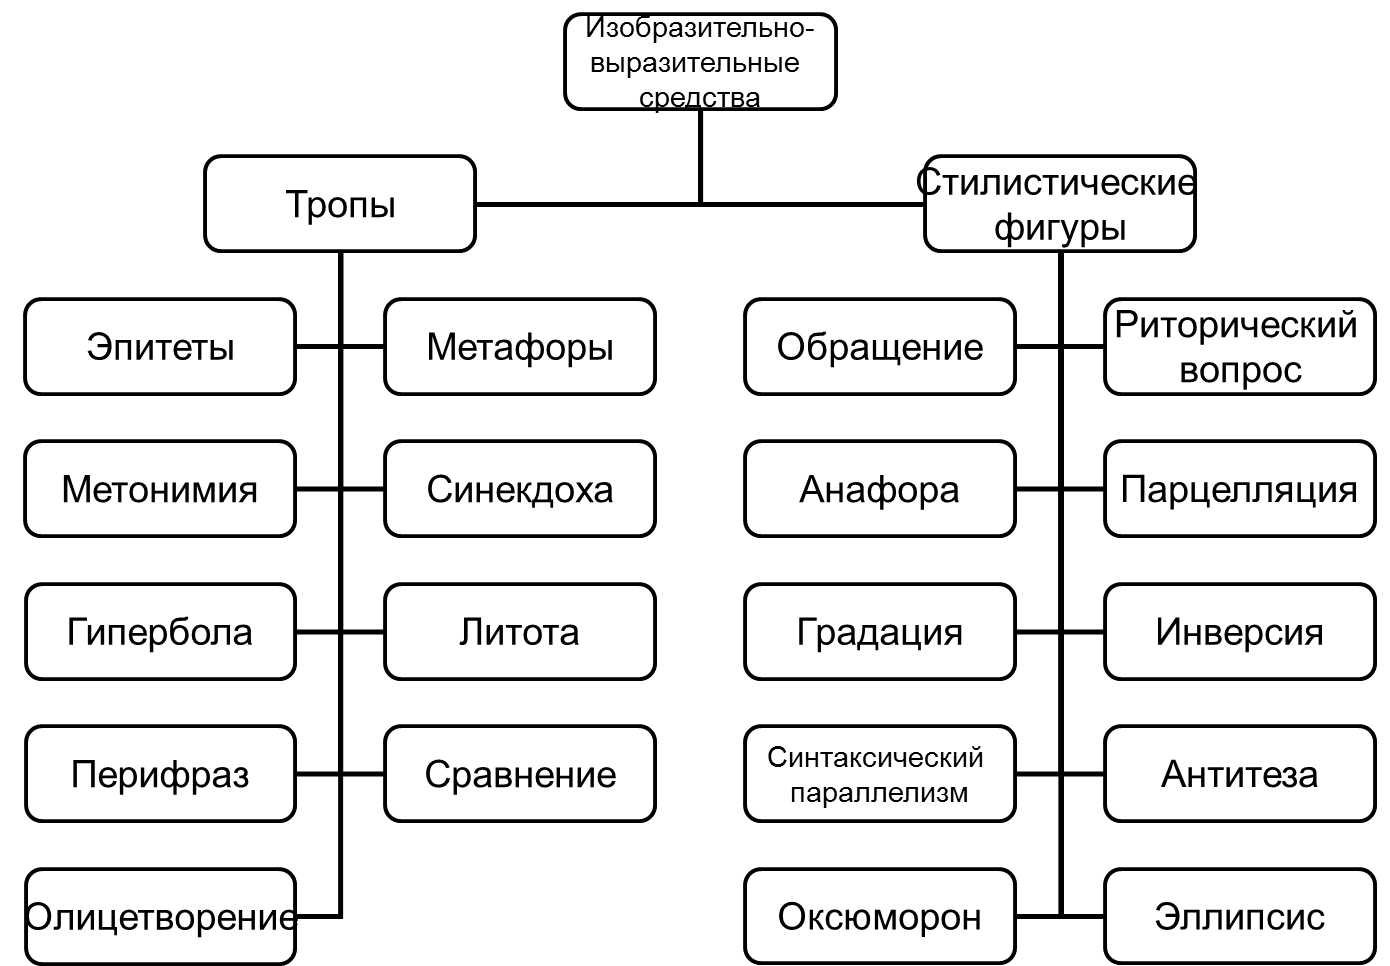 Изобразительно-
выразительные
средства
Тропы
Стилистические
фигуры
Эпитеты
Метафоры
Обращение
Риторический
вопрос
Метонимия
Синекдоха
Анафора
Парцелляция
Гипербола
Литота
Градация
Инверсия
Перифраз
Сравнение
Синтаксический
параллелизм
Антитеза
Олицетворение
Оксюморон
Эллипсис